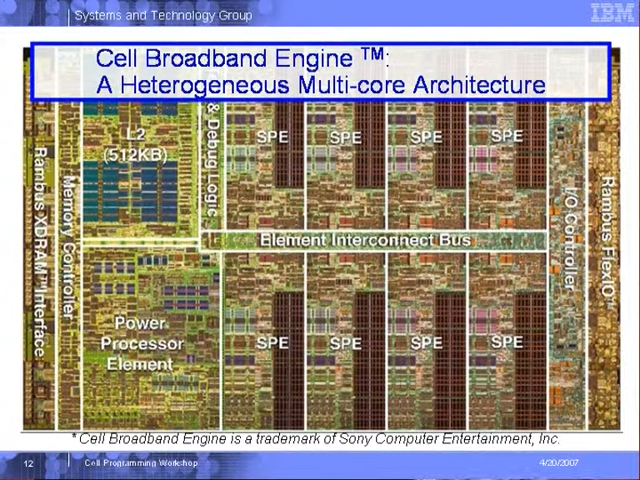 Systems and Technology Group
IBM
Cell Broadband Engine TM:
A Heterogeneous Multi-core Architecture
L2
(512KB)
& Debug Logic
SPE SPE SPE SPE
Rambus XDRAM™ Interface
Memory Controller
Element Interconnect Bus
I/O Controller
Rambus FlexIO™
Power
Processor
Element
SPE SPE SPE SPE
* Cell Broadband Engine is a trademark of Sony Computer Entertainment, Inc.
12 Cell Programming Workshop 4/20/2007